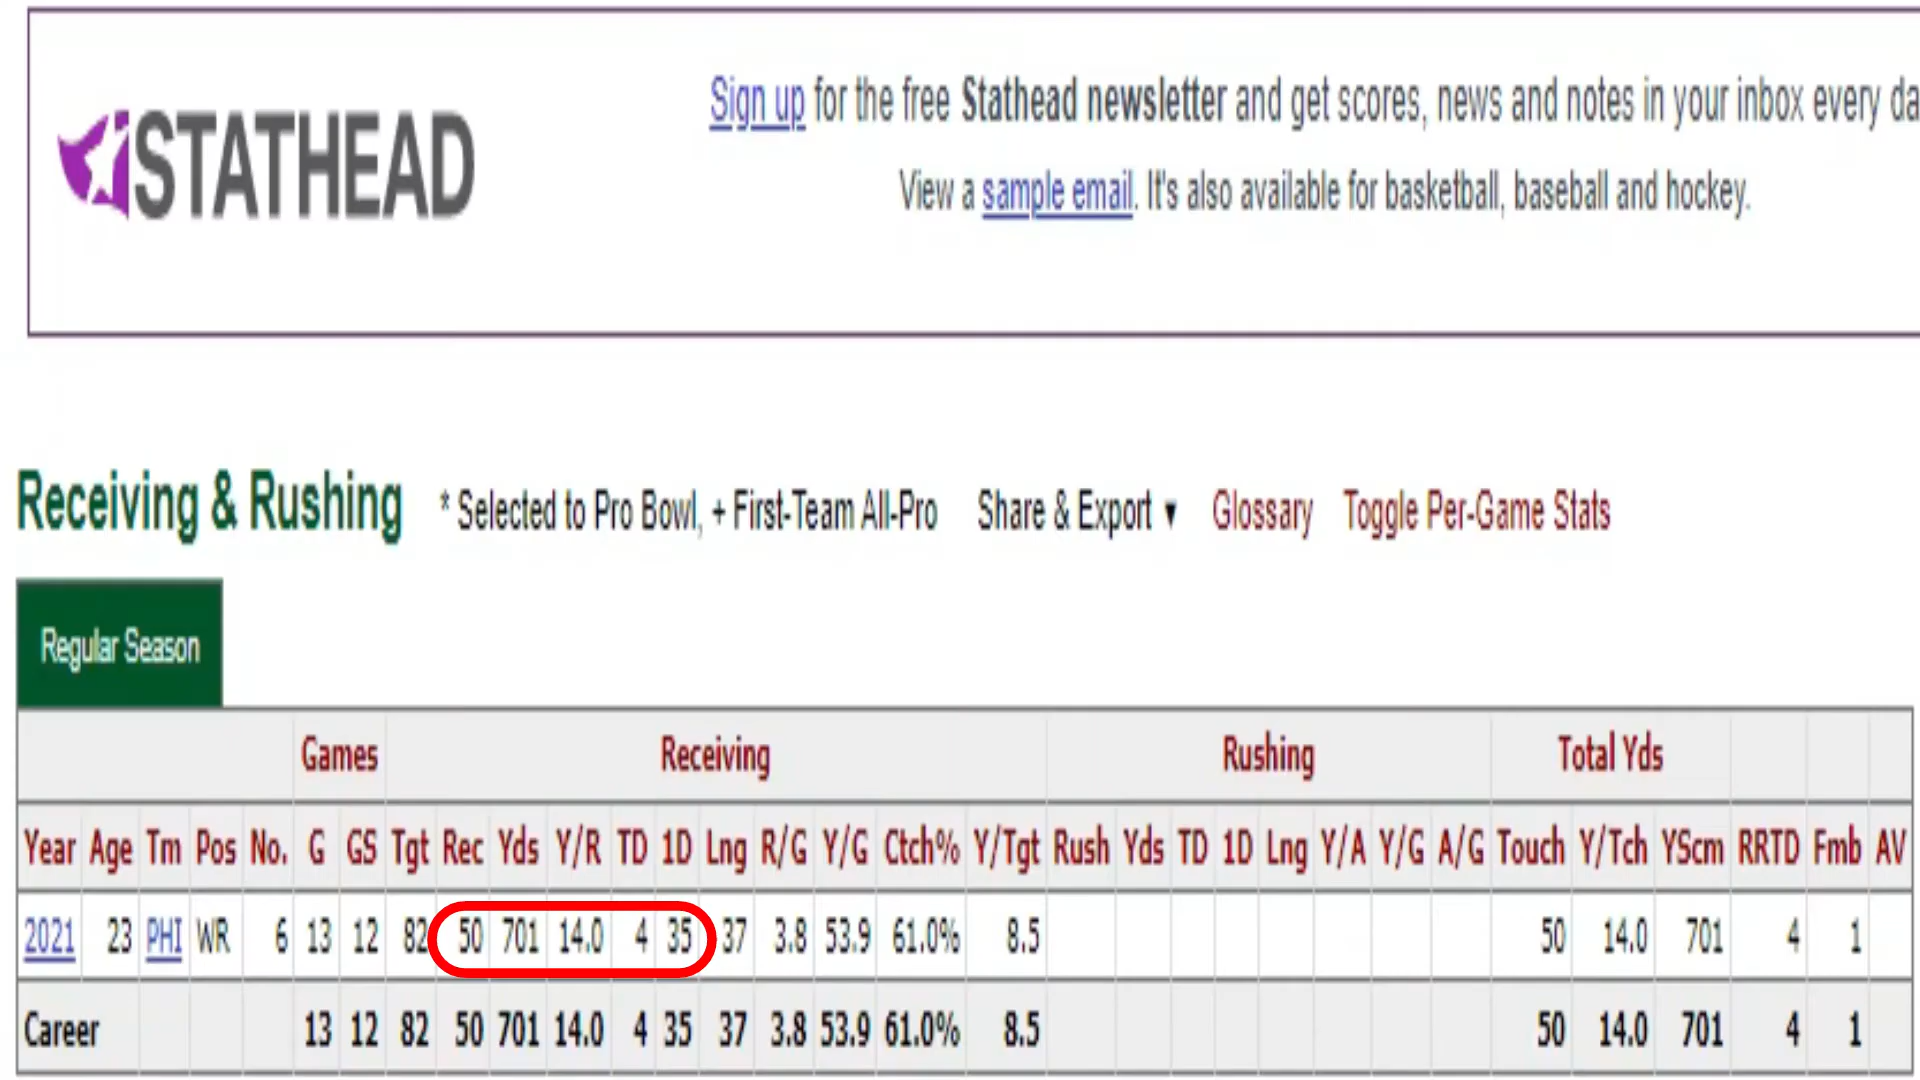 Sign up for the free Stathead newsletter and get scores, news and notes in your inbox every da
STATHEAD
View a sample email. It's also available for basketball, baseball and hockey.
Receiving & Rushing * Selected to Pro Bowl, + First-Team All-Pro Share & Export ▼ Glossary Toggle Per-Game Stats
Regular Season
Games Receiving Rushing Total Yds
Year Age Tm Pos No. G GS Tgt Rec Yds Y/R TD 1D Lng R/G Y/G Ctch% Y/Tgt Rush Yds TD 1D Lng Y/A Y/G A/G Touch Y/Tch YScm RRTD Fmb AV
2021 23 PHI WR 6 13 12 82 50 701 14.0 4 35 37 3.8 53.9 61.0% 8.5 50 14.0 701 4 1
Career 13 12 82 50 701 14.0 4 35 37 3.8 53.9 61.0% 8.5 50 14.0 701 4 1